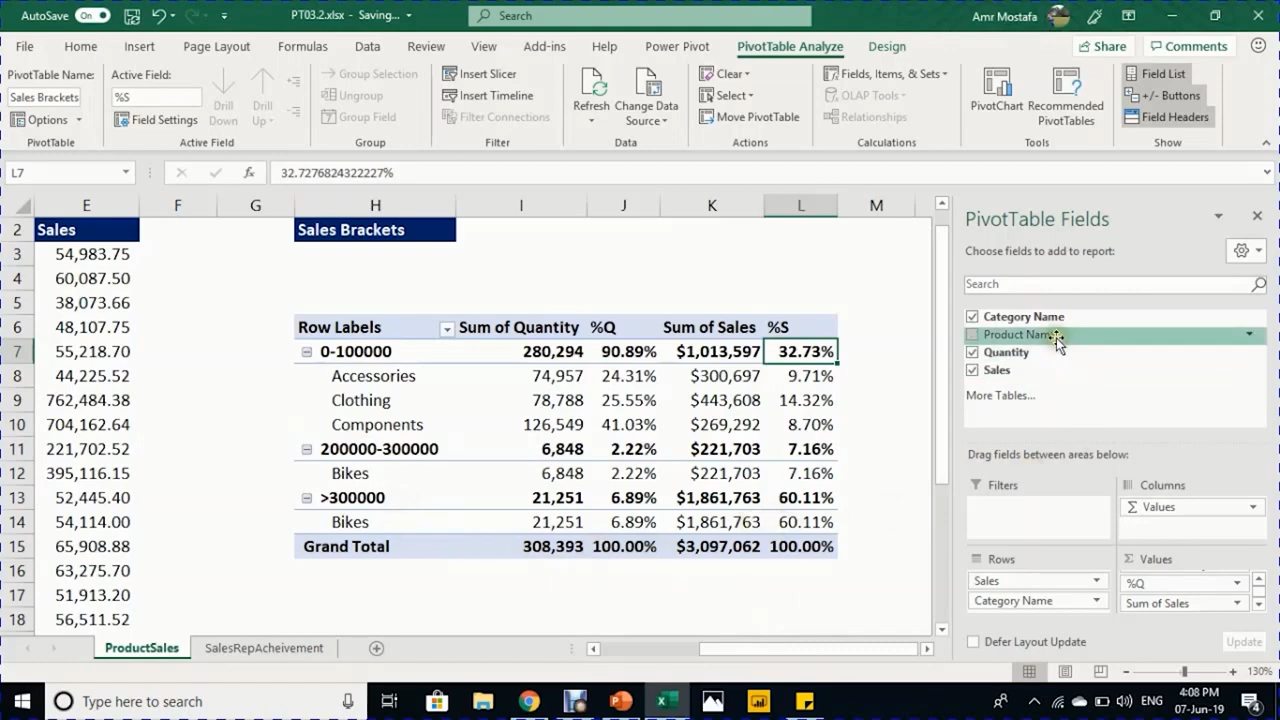 AutoSave On PT03.2.xlsx - Saving... Search Amr Mostafa
File Home Insert Page Layout Formulas Data Review View Add-ins Help Power Pivot PivotTable Analyze Design Share Comments
PivotTable Name: Active Field: Group Selection Insert Slicer Clear Fields, Items, & Sets Field List
Sales Brackets %S Ungroup Insert Timeline Select OLAP Tools +/- Buttons
Options Field Settings Drill Down Drill Up Group Field Filter Connections Refresh Change Data Source Move PivotTable Relationships PivotChart Recommended PivotTables Field Headers
PivotTable Active Field Group Filter Data Actions Calculations Tools Show
L7 fx 32.7276824322227%
E F G H I J K L M
2 Sales Sales Brackets
3 54,983.75
4 60,087.50
5 38,073.66
6 48,107.75 Row Labels Sum of Quantity %Q Sum of Sales %S
7 55,218.70 0-100000 280,294 90.89% $1,013,597 32.73%
8 44,225.52 Accessories 74,957 24.31% $300,697 9.71%
9 762,484.38 Clothing 78,788 25.55% $443,608 14.32%
10 704,162.64 Components 126,549 41.03% $269,292 8.70%
11 221,702.52 200000-300000 6,848 2.22% $221,703 7.16%
12 395,116.15 Bikes 6,848 2.22% $221,703 7.16%
13 52,445.40 >300000 21,251 6.89% $1,861,763 60.11%
14 54,114.00 Bikes 21,251 6.89% $1,861,763 60.11%
15 65,908.88 Grand Total 308,393 100.00% $3,097,062 100.00%
16 63,275.70
17 51,913.20
18 56,511.52
PivotTable Fields
Choose fields to add to report:
Search
Category Name
Product Name
Quantity
Sales
More Tables...
Drag fields between areas below:
Filters Columns
Σ Values
Rows Σ Values
Sales %Q
Category Name Sum of Sales
Defer Layout Update Update
ProductSales SalesRepAcheivement
130%
Type here to search ENG 4:08 PM
07-Jun-19 4